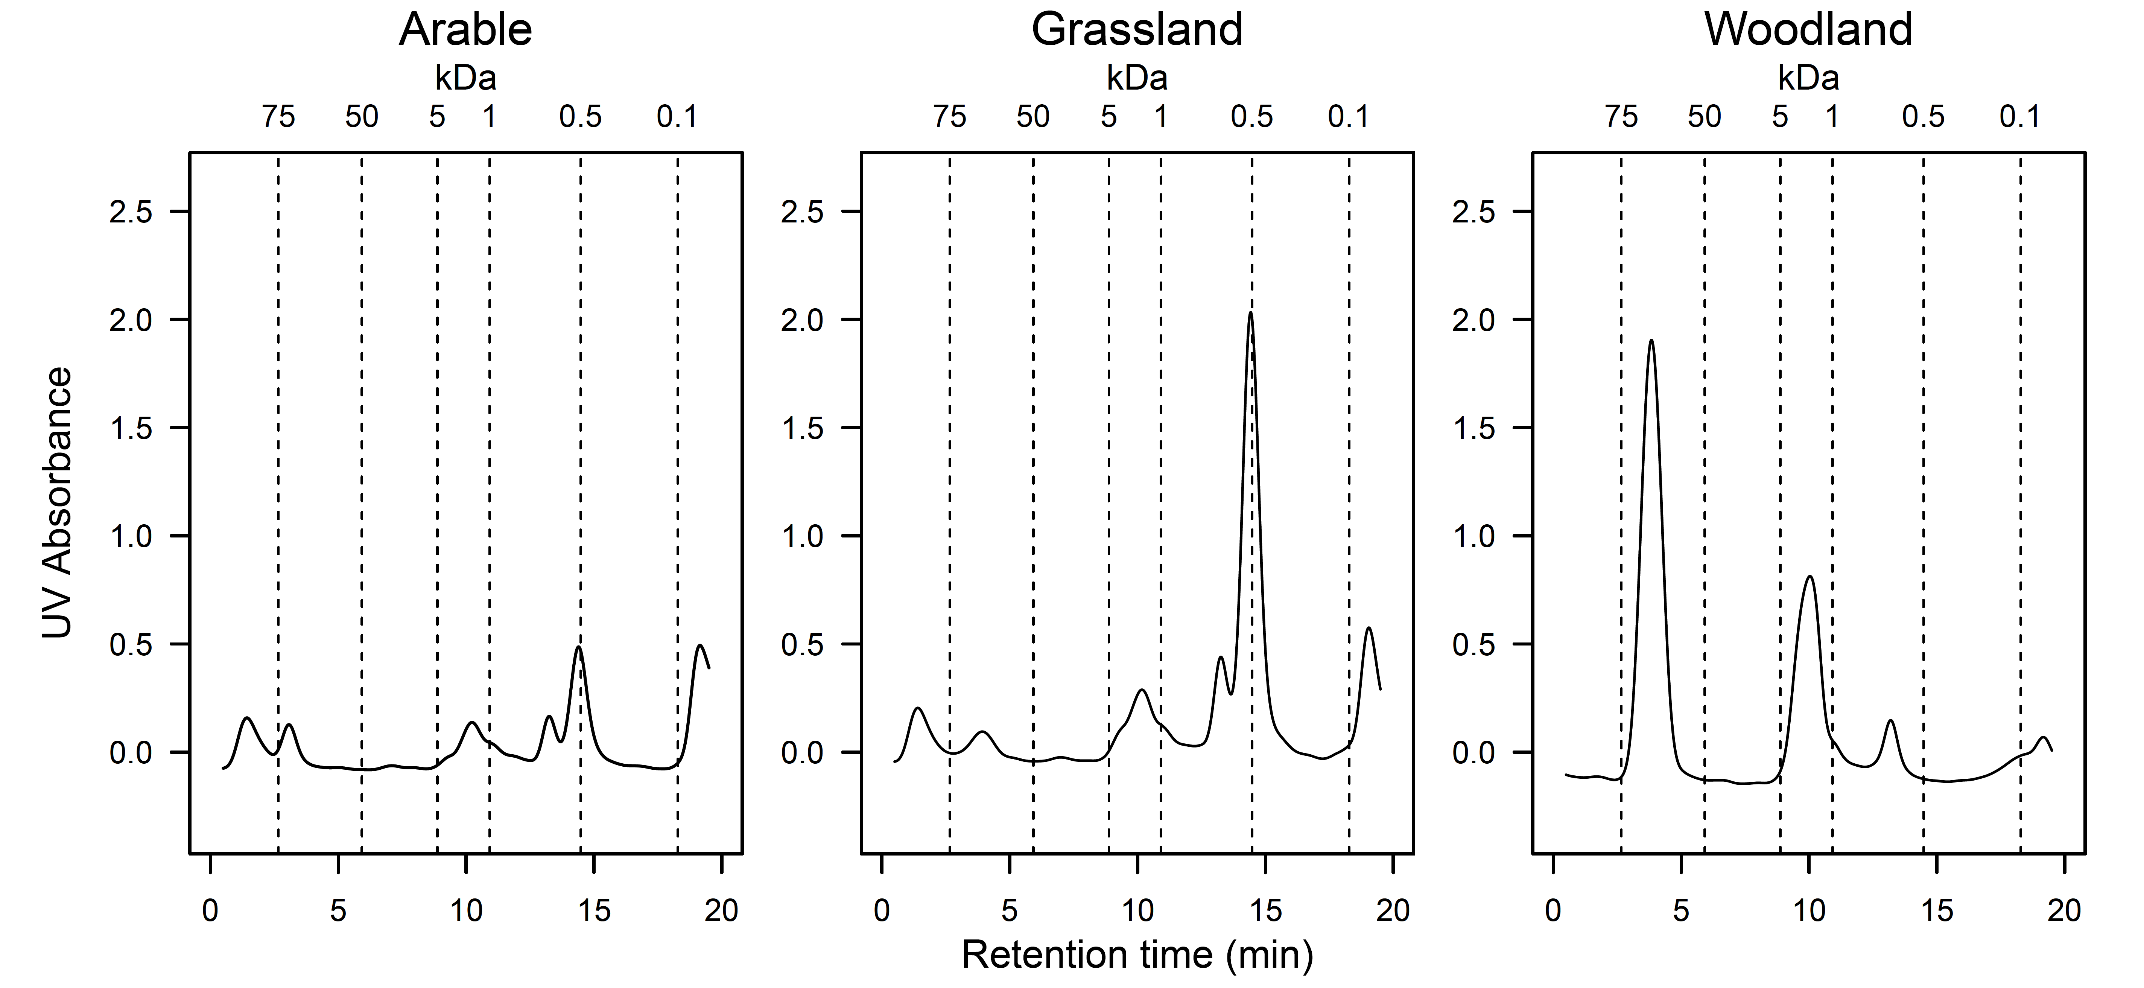 Arable Grassland Woodland
kDa kDa kDa
75 50 5 1 0.5 0.1 75 50 5 1 0.5 0.1 75 50 5 1 0.5 0.1
2.5 2.5 2.5
2.0 2.0 2.0
1.5 1.5 1.5
1.0 1.0 1.0
0.5 0.5 0.5
0.0 0.0 0.0
UV Absorbance
0 5 10 15 20 0 5 10 15 20 0 5 10 15 20
Retention time (min)